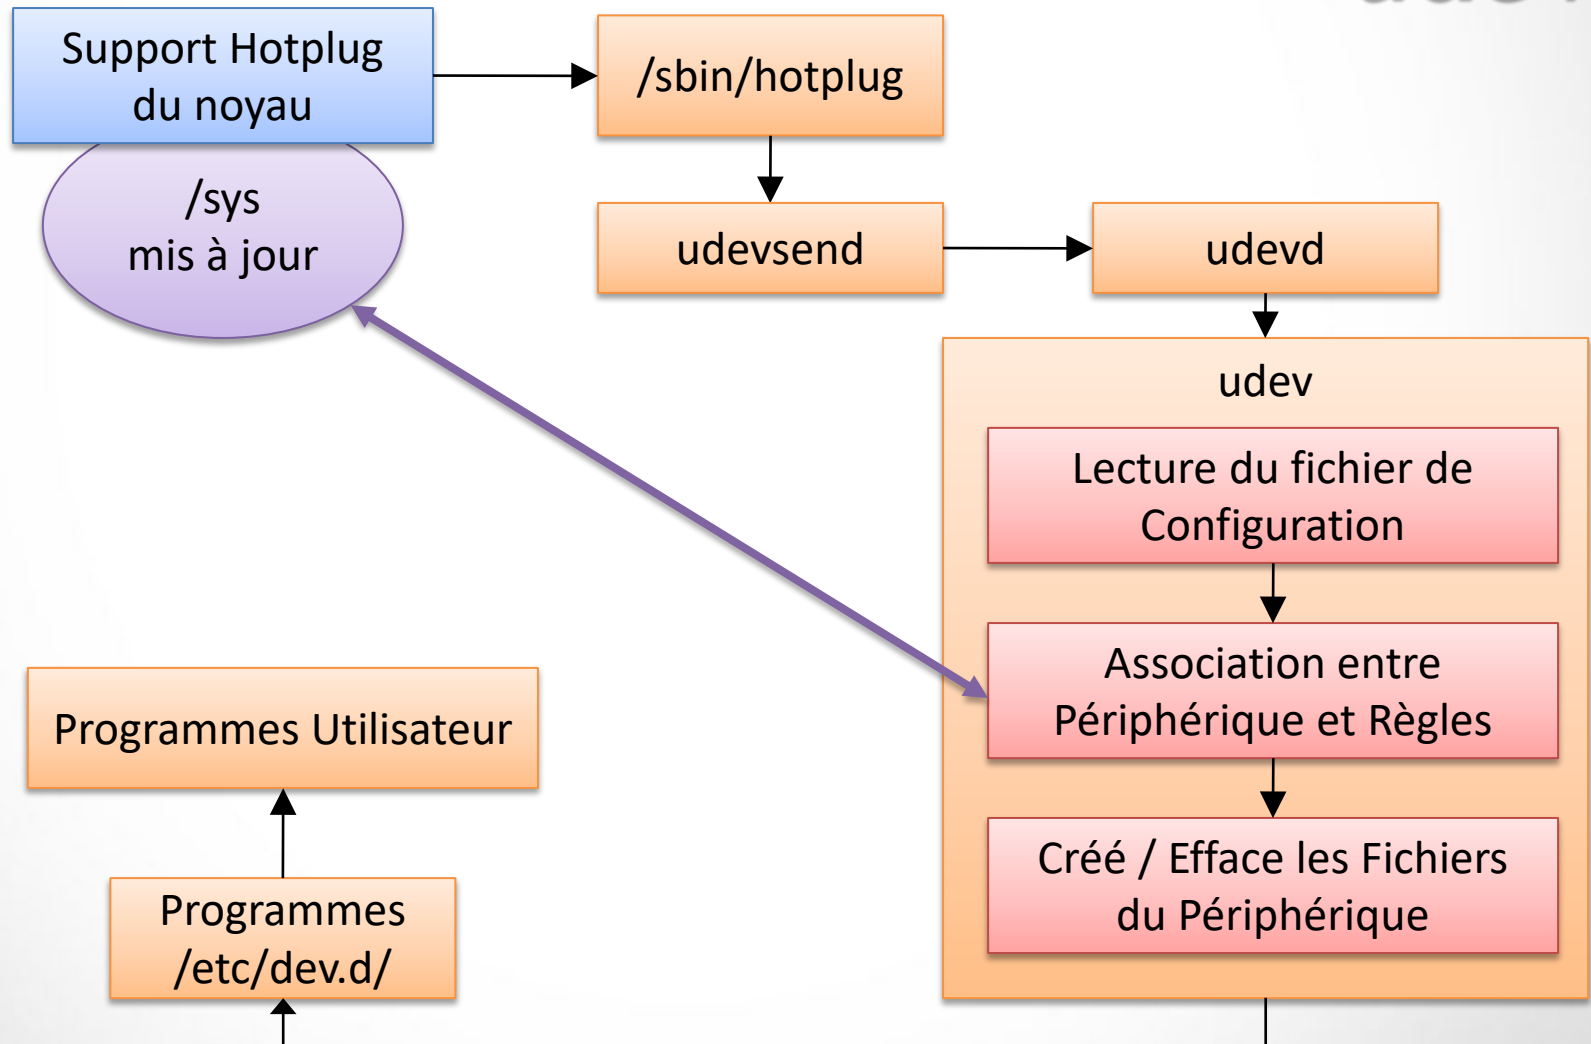 Support Hotplug
du noyau
/sbin/hotplug
/sys
mis à jour
udevsend
udevd
udev
Lecture du fichier de
Configuration
Association entre
Périphérique et Règles
Créé / Efface les Fichiers
du Périphérique
Programmes Utilisateur
Programmes
/etc/dev.d/